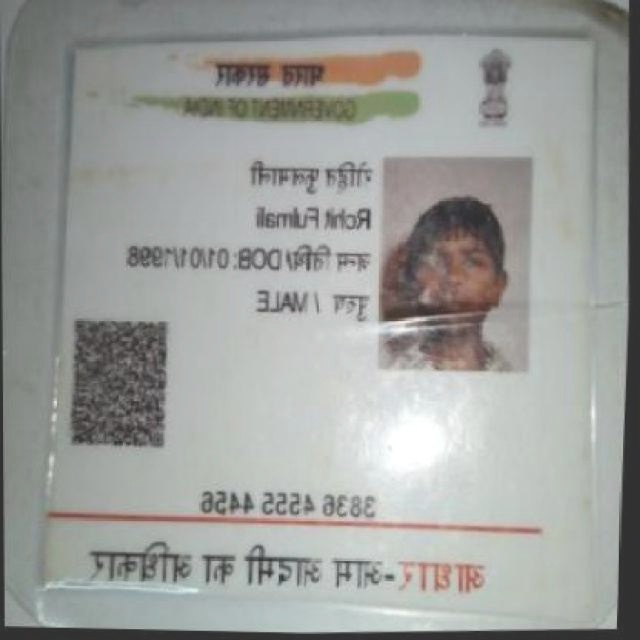 भारत सरकार
GOVERNMENT OF INDIA
रोहित फुलमाली
Rohit Fulmali
जन्म तिथि/ DOB: 01/01/1998
पुरुष / MALE
3836 4555 4456
आधार-आम आदमी का अधिकार